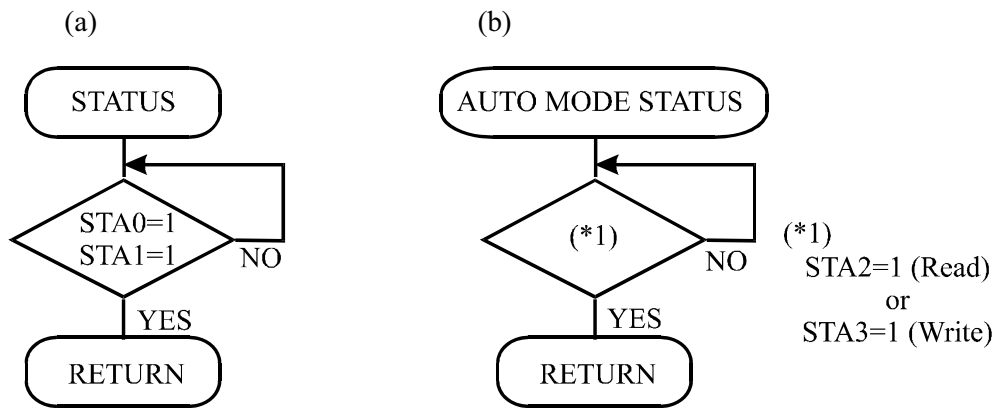 (a)
STATUS
STA0=1
STA1=1
NO
YES
RETURN
(b)
AUTO MODE STATUS
(*1)
NO
YES
RETURN
(*1)
STA2=1 (Read)
or
STA3=1 (Write)